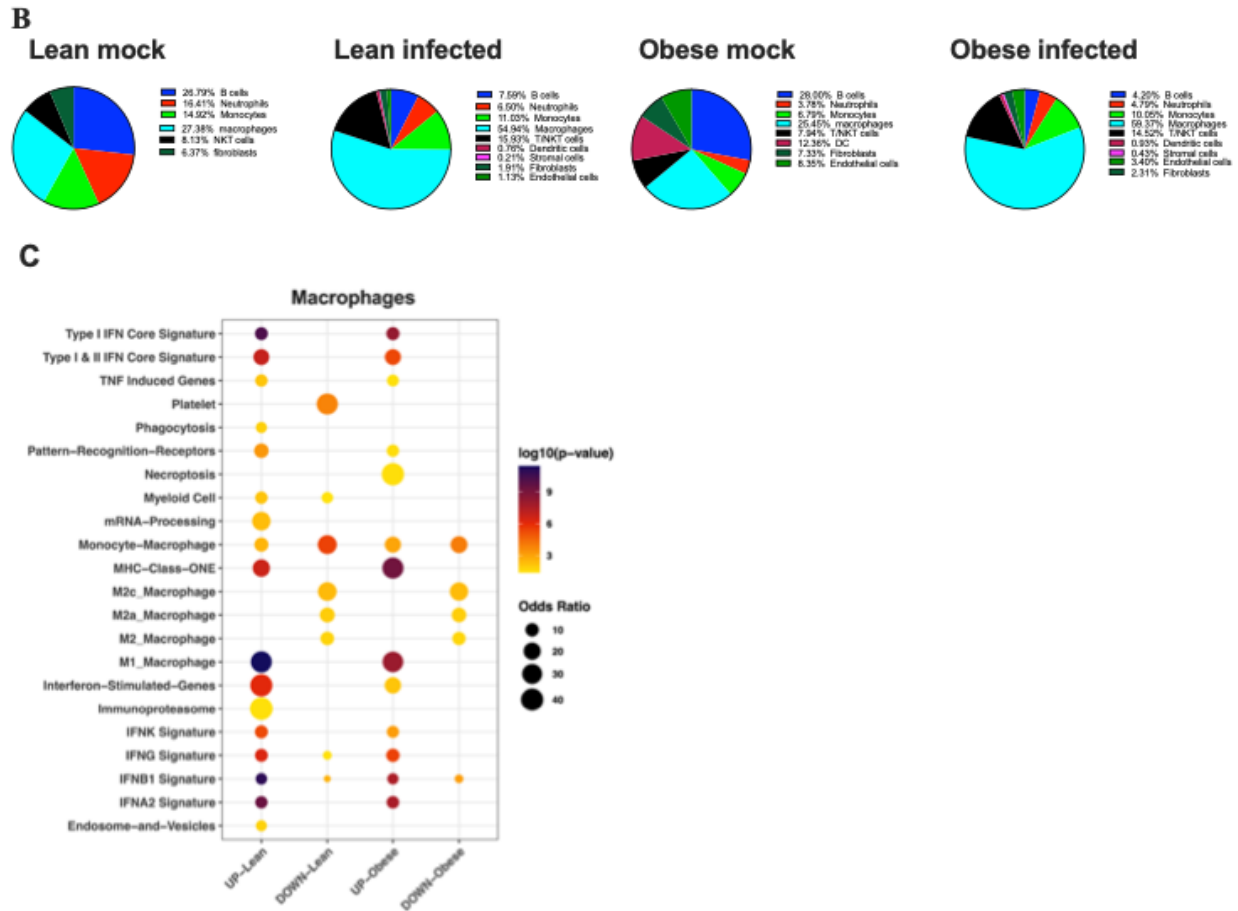 B
Lean mock
26.79% B cells
16.41% Neutrophils
14.92% Monocytes
27.38% macrophages
8.13% NKT cells
6.37% fibroblasts
Lean infected
7.59% B cells
6.50% Neutrophils
11.03% Monocytes
54.94% Macrophages
15.93% T/NKT cells
0.76% Dendritic cells
0.21% Stromal cells
1.91% Fibroblasts
1.13% Endothelial cells
Obese mock
28.00% B cells
3.78% Neutrophils
6.79% Monocytes
25.45% macrophages
7.94% T/NKT cells
12.36% DC
7.33% Fibroblasts
8.35% Endothelial cells
Obese infected
4.20% B cells
4.79% Neutrophils
10.05% Monocytes
59.37% Macrophages
14.52% T/NKT cells
0.93% Dendritic cells
0.43% Stromal cells
3.40% Endothelial cells
2.31% Fibroblasts
C
Macrophages
Type I IFN Core Signature
Type I & II IFN Core Signature
TNF Induced Genes
Platelet
Phagocytosis
Pattern-Recognition-Receptors
Necroptosis
Myeloid Cell
mRNA-Processing
Monocyte-Macrophage
MHC-Class-ONE
M2c_Macrophage
M2a_Macrophage
M2_Macrophage
M1_Macrophage
Interferon-Stimulated-Genes
Immunoproteasome
IFNK Signature
IFNG Signature
IFNB1 Signature
IFNA2 Signature
Endosome-and-Vesicles
UP-Lean
DOWN-Lean
UP-Obese
DOWN-Obese
log10(p-value)
9
6
3
Odds Ratio
10
20
30
40